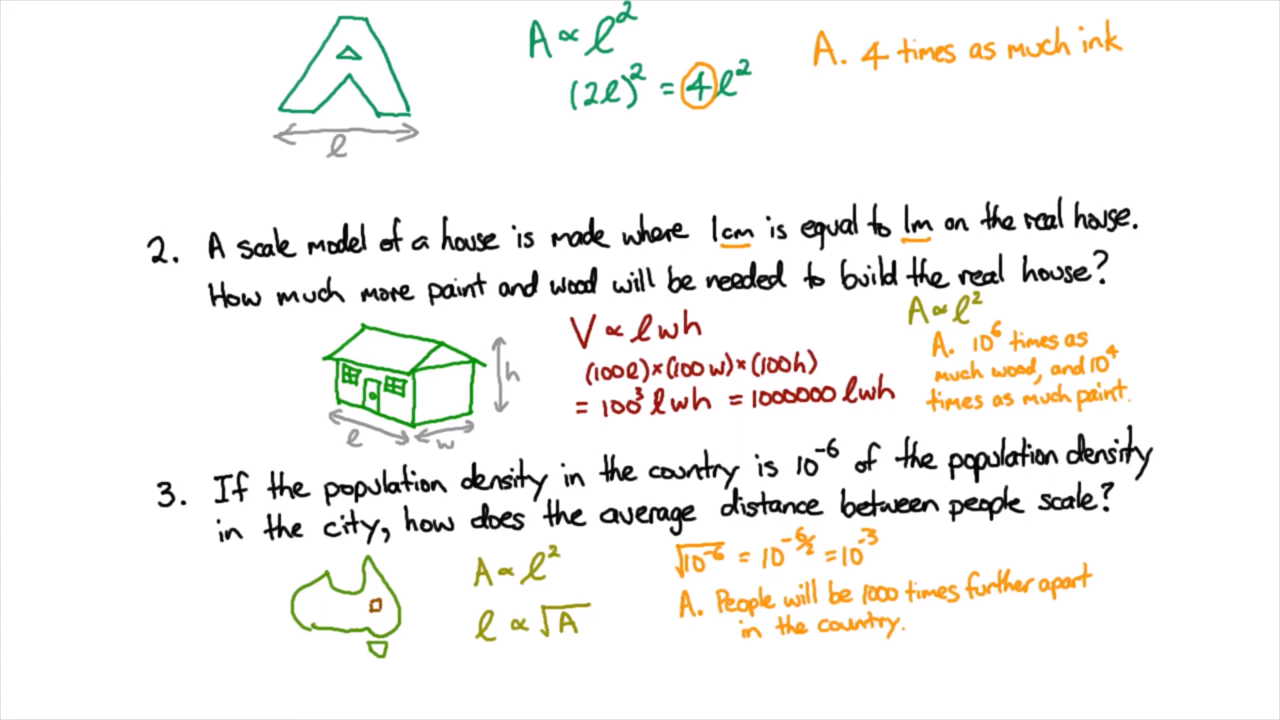 A ∝ l²
(2l)² = 4l²
A. 4 times as much ink
l
2. A scale model of a house is made where 1cm is equal to 1m on the real house.
How much more paint and wood will be needed to build the real house?
V ∝ lwh
(100l)×(100w)×(100h)
= 100³ lwh = 1000000 lwh
A ∝ l²
A. 10⁶ times as
much wood, and 10⁴
times as much paint.
h
l
w
3. If the population density in the country is 10⁻⁶ of the population density
in the city, how does the average distance between people scale?
A ∝ l²
l ∝ √A
√10⁻⁶ = 10^(-6/2) = 10⁻³
A. People will be 1000 times further apart
in the country.